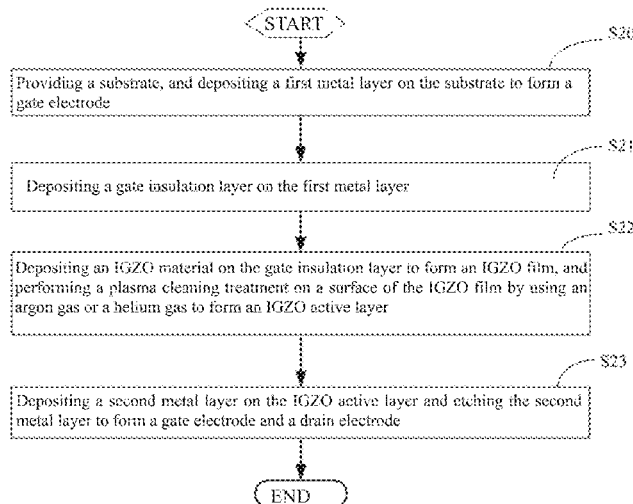 START
S20
Providing a substrate, and depositing a first metal layer on the substrate to form a
gate electrode
S21
Depositing a gate insulation layer on the first metal layer
S22
Depositing an IGZO material on the gate insulation layer to form an IGZO film, and
performing a plasma cleaning treatment on a surface of the IGZO film by using an
argon gas or a helium gas to form an IGZO active layer
S23
Depositing a second metal layer on the IGZO active layer and etching the second
metal layer to form a gate electrode and a drain electrode
END